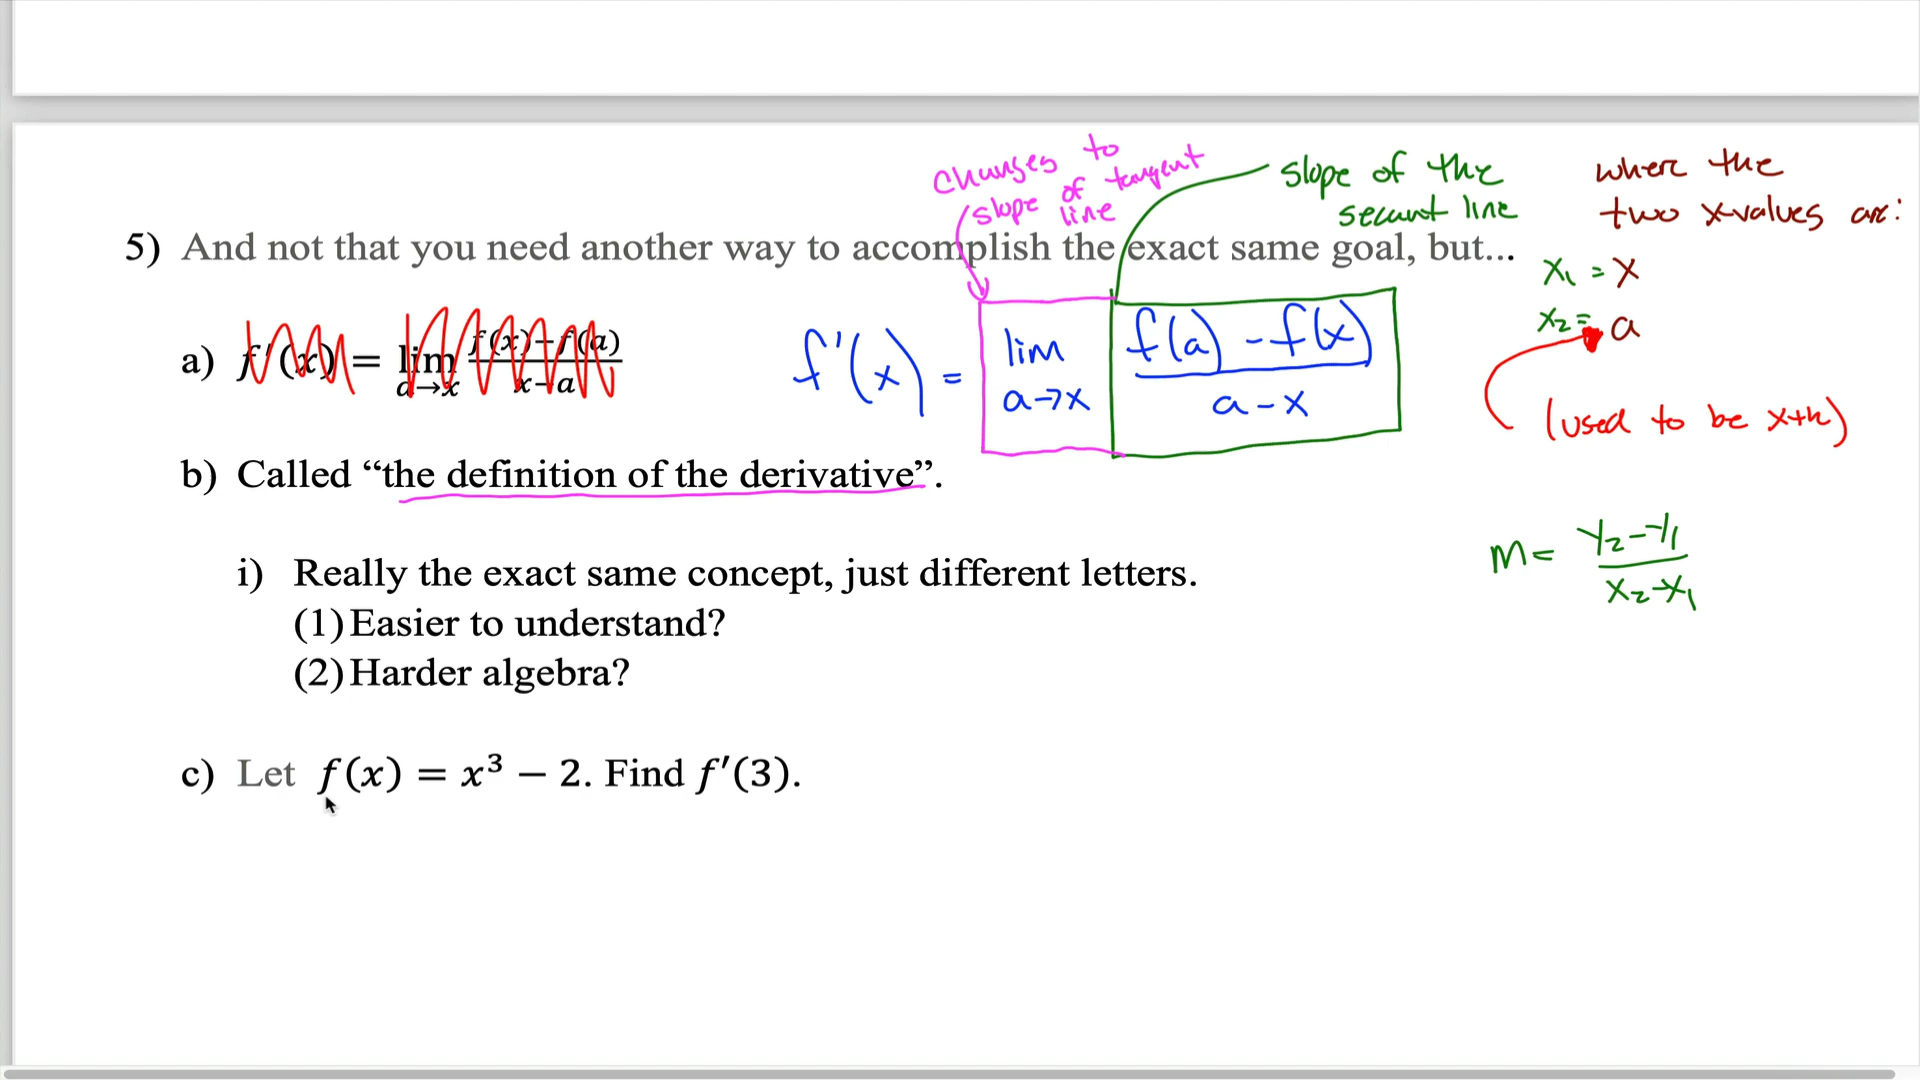 changes to
slope of tangent
line
slope of the
secant line
where the
two x-values are:
5) And not that you need another way to accomplish the exact same goal, but...
x₁ = x
x₂ = a
a) f′(x) = lim a→x f(x)−f(a) / x−a
f'(x) = lim a→x f(a) - f(x) / a - x
(used to be x+h)
b) Called “the definition of the derivative”.
m = y₂-y₁ / x₂-x₁
i) Really the exact same concept, just different letters.
(1) Easier to understand?
(2) Harder algebra?
c) Let f(x) = x³ − 2. Find f′(3).